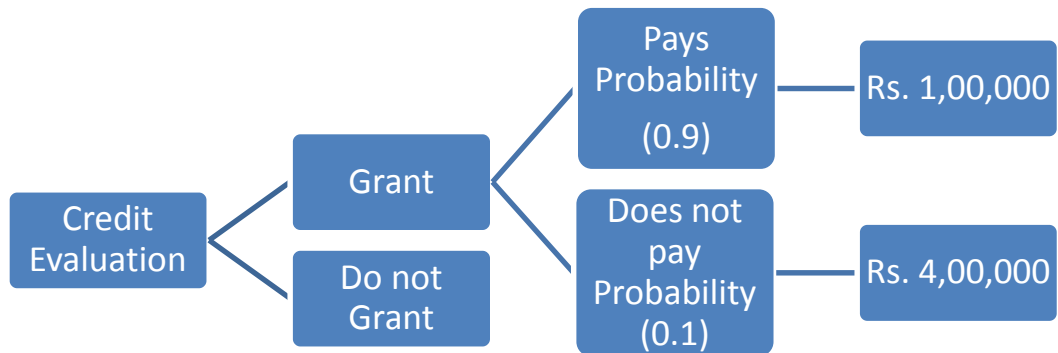 Credit
Evaluation
Grant
Do not
Grant
Pays
Probability
(0.9)
Does not
pay
Probability
(0.1)
Rs. 1,00,000
Rs. 4,00,000